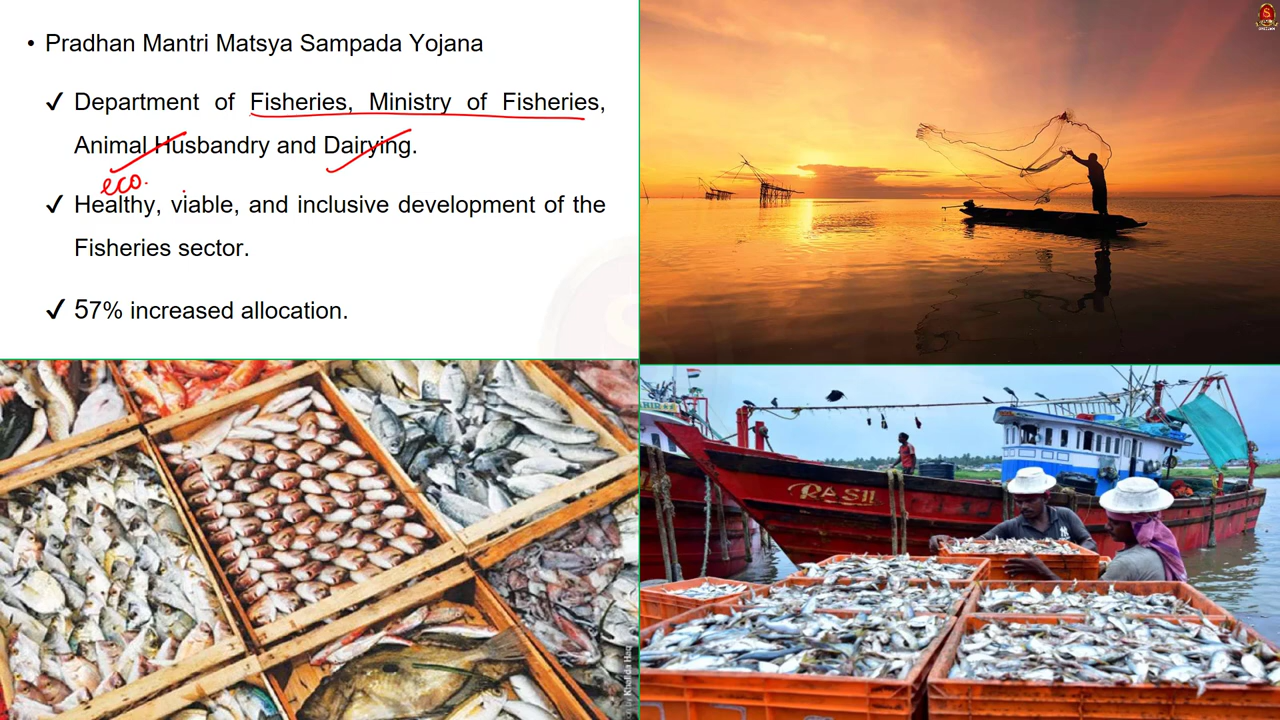 • Pradhan Mantri Matsya Sampada Yojana
✓ Department of Fisheries, Ministry of Fisheries,
Animal Husbandry and Dairying.
eco.
✓ Healthy, viable, and inclusive development of the
Fisheries sector.
✓ 57% increased allocation.
RASIL